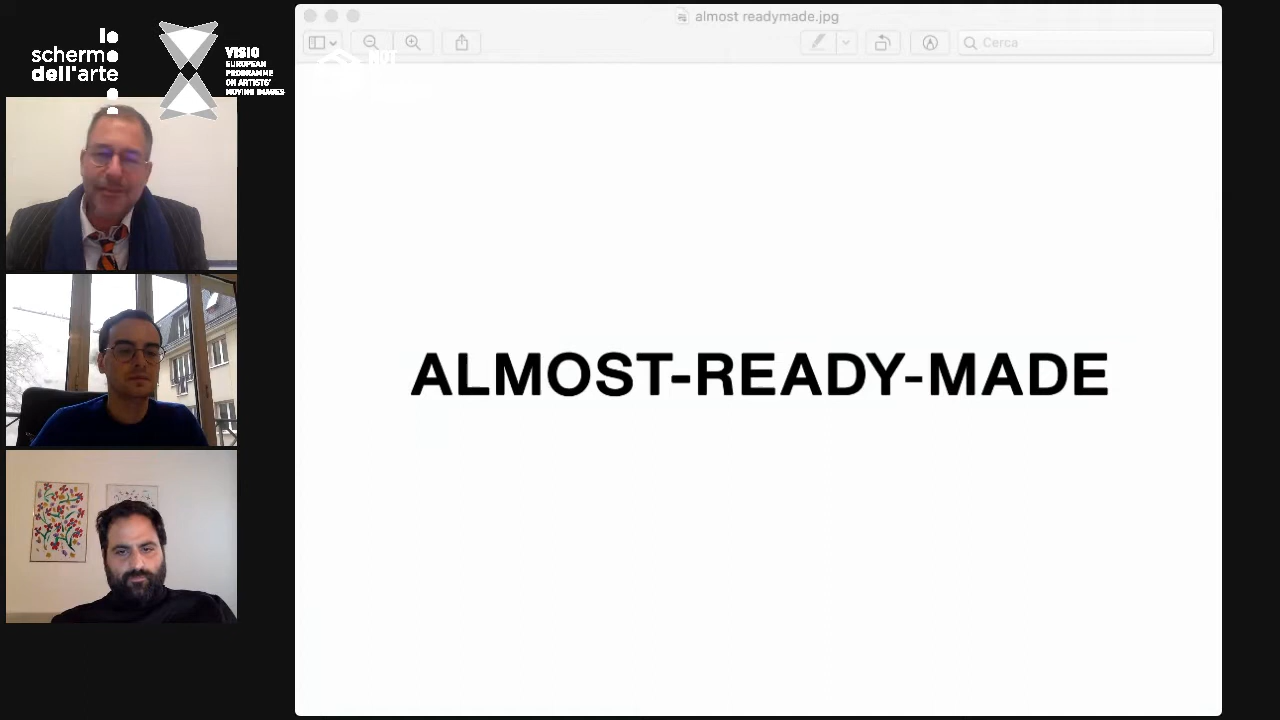 lo
schermo
dell'arte
VISIO
EUROPEAN
PROGRAMME
ON ARTISTS'
MOVING IMAGES
almost readymade.jpg
Cerca
ALMOST-READY-MADE